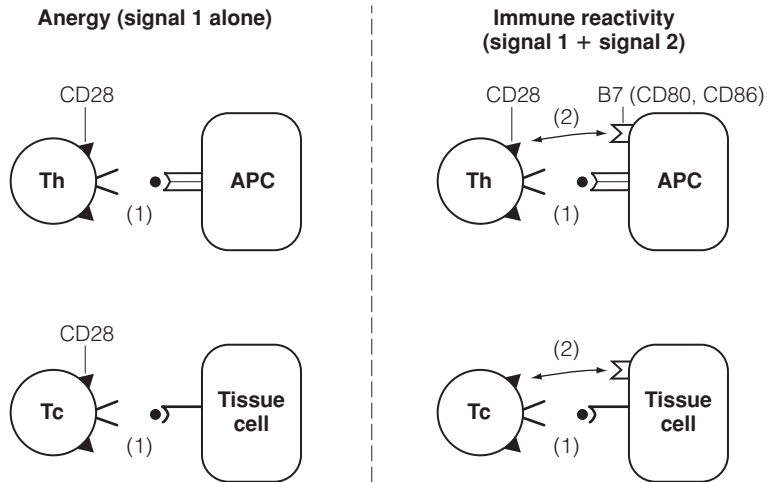 Anergy (signal 1 alone)
Immune reactivity
(signal 1 + signal 2)
CD28
Th
(1)
APC
CD28
(2)
B7 (CD80, CD86)
Th
(1)
APC
CD28
Tc
(1)
Tissue
cell
(2)
Tc
(1)
Tissue
cell